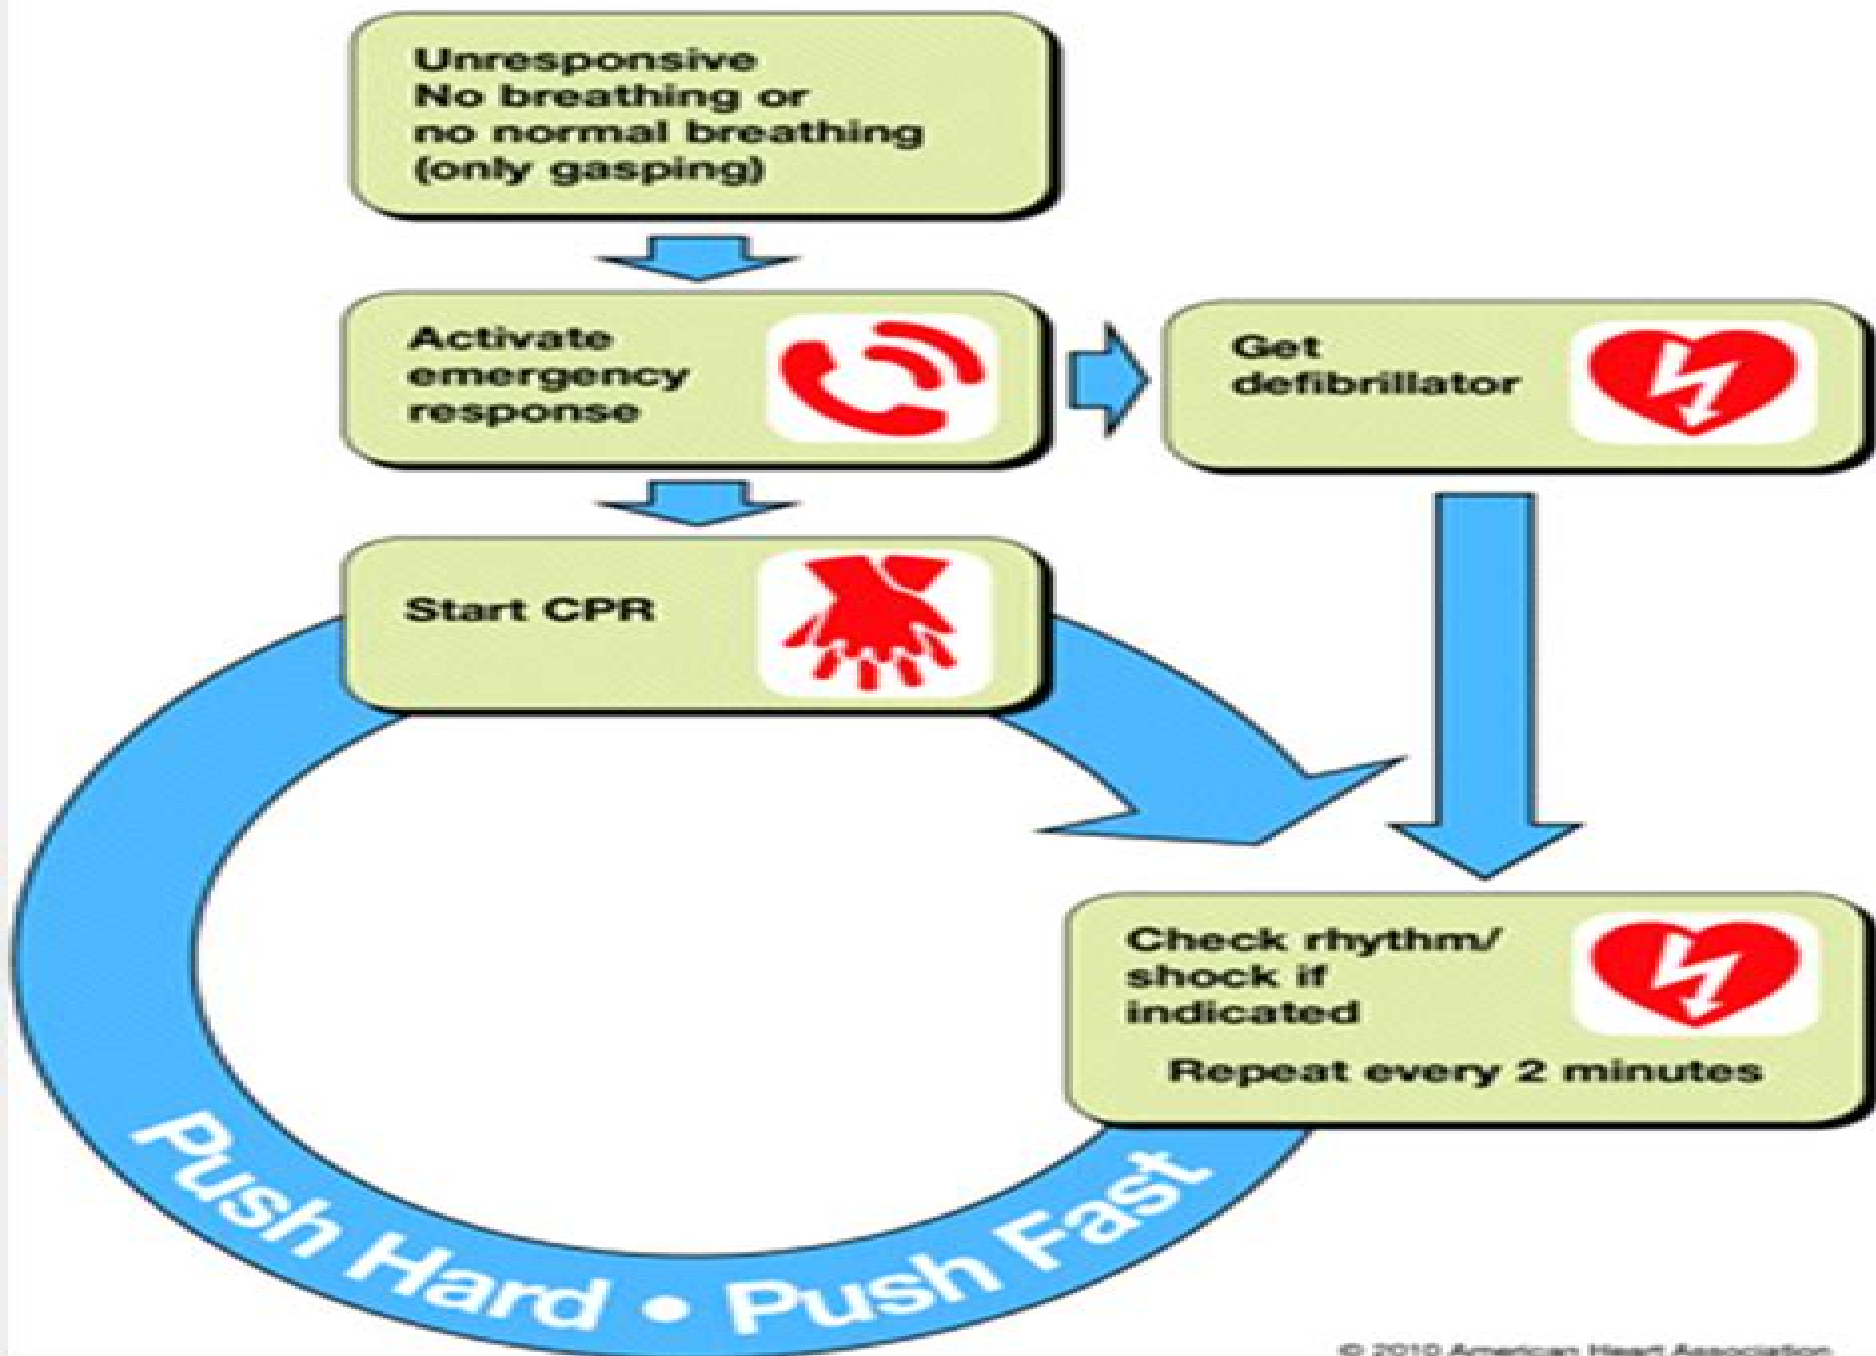 Unresponsive
No breathing or
no normal breathing
(only gasping)
Activate
emergency
response
Get
defibrillator
Start CPR
Check rhythm/
shock if
indicated
Repeat every 2 minutes
Push Hard • Push Fast
© 2010 American Heart Association